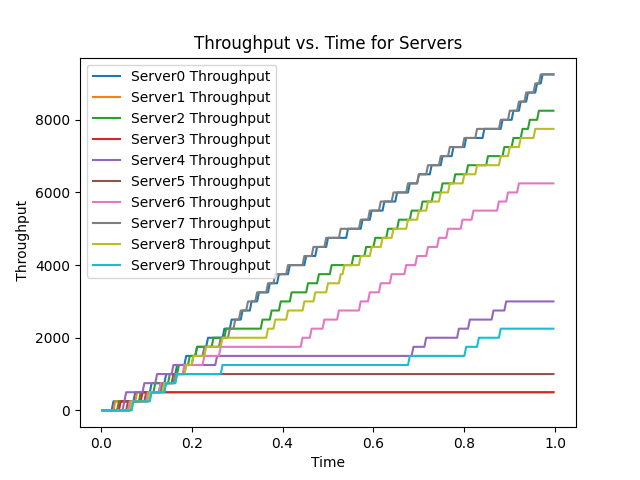 Throughput vs. Time for Servers
Server0 Throughput
Server1 Throughput
Server2 Throughput
Server3 Throughput
Server4 Throughput
Server5 Throughput
Server6 Throughput
Server7 Throughput
Server8 Throughput
Server9 Throughput
Throughput
8000
6000
4000
2000
0
0.0 0.2 0.4 0.6 0.8 1.0
Time